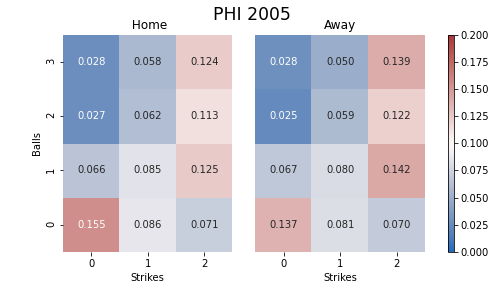 PHI 2005
Home
Away
Balls
3
0.028 0.058 0.124
0.028 0.050 0.139
2
0.027 0.062 0.113
0.025 0.059 0.122
1
0.066 0.085 0.125
0.067 0.080 0.142
0
0.155 0.086 0.071
0.137 0.081 0.070
0 1 2
0 1 2
Strikes
Strikes
0.200
0.175
0.150
0.125
0.100
0.075
0.050
0.025
0.000